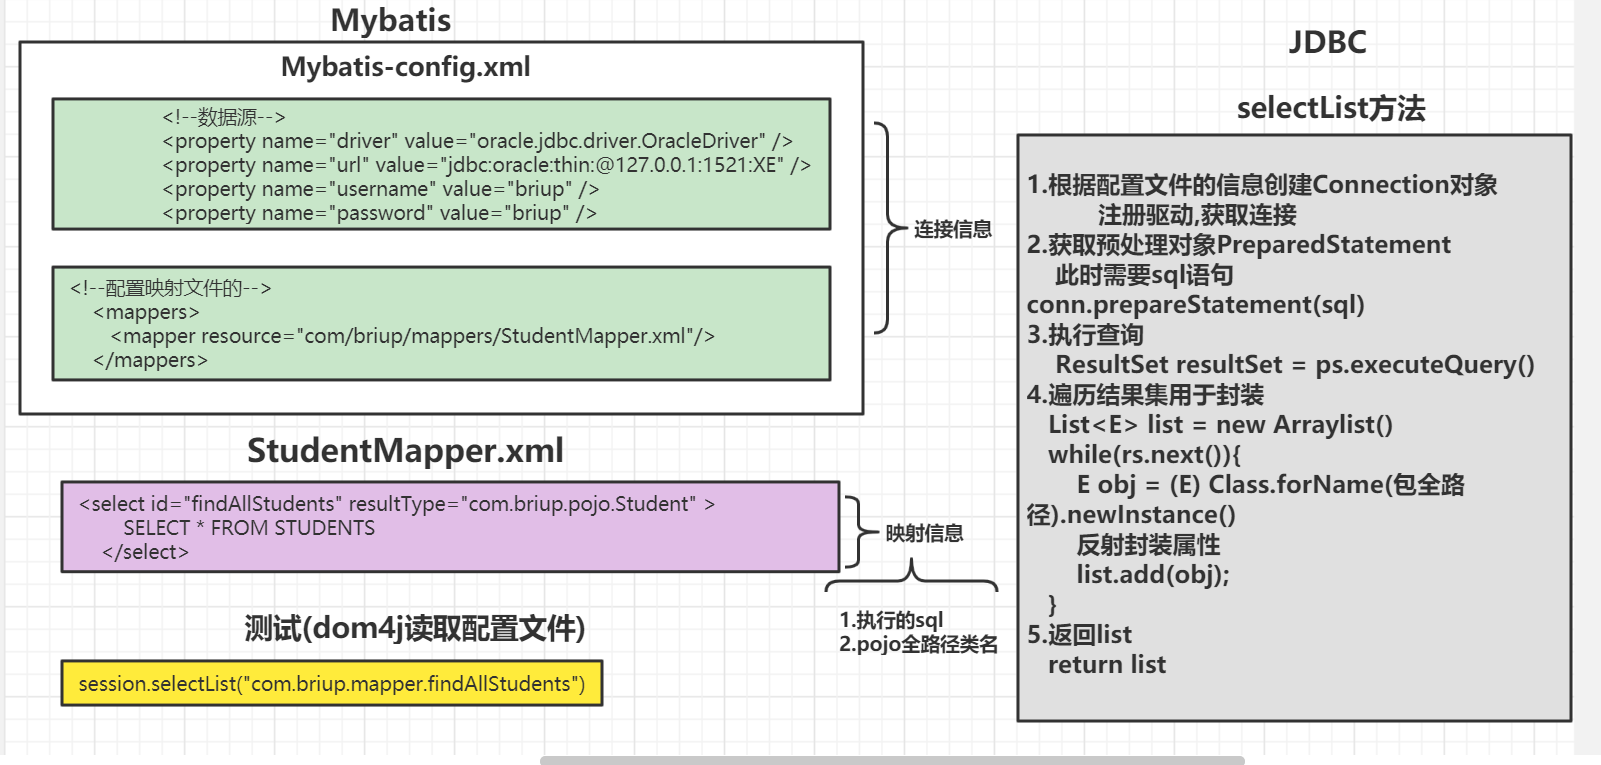 Mybatis
Mybatis-config.xml
<!--数据源-->
<property name="driver" value="oracle.jdbc.driver.OracleDriver" />
<property name="url" value="jdbc:oracle:thin:@127.0.0.1:1521:XE" />
<property name="username" value="briup" />
<property name="password" value="briup" />
<!--配置映射文件的-->
<mappers>
<mapper resource="com/briup/mappers/StudentMapper.xml"/>
</mappers>
连接信息
StudentMapper.xml
<select id="findAllStudents" resultType="com.briup.pojo.Student" >
SELECT * FROM STUDENTS
</select>
映射信息
1.执行的sql
2.pojo全路径类名
测试(dom4j读取配置文件)
session.selectList("com.briup.mapper.findAllStudents")
JDBC
selectList方法
1.根据配置文件的信息创建Connection对象
注册驱动,获取连接
2.获取预处理对象PreparedStatement
此时需要sql语句
conn.prepareStatement(sql)
3.执行查询
ResultSet resultSet = ps.executeQuery()
4.遍历结果集用于封装
List<E> list = new Arraylist()
while(rs.next()){
E obj = (E) Class.forName(包全路
径).newInstance()
反射封装属性
list.add(obj);
}
5.返回list
return list